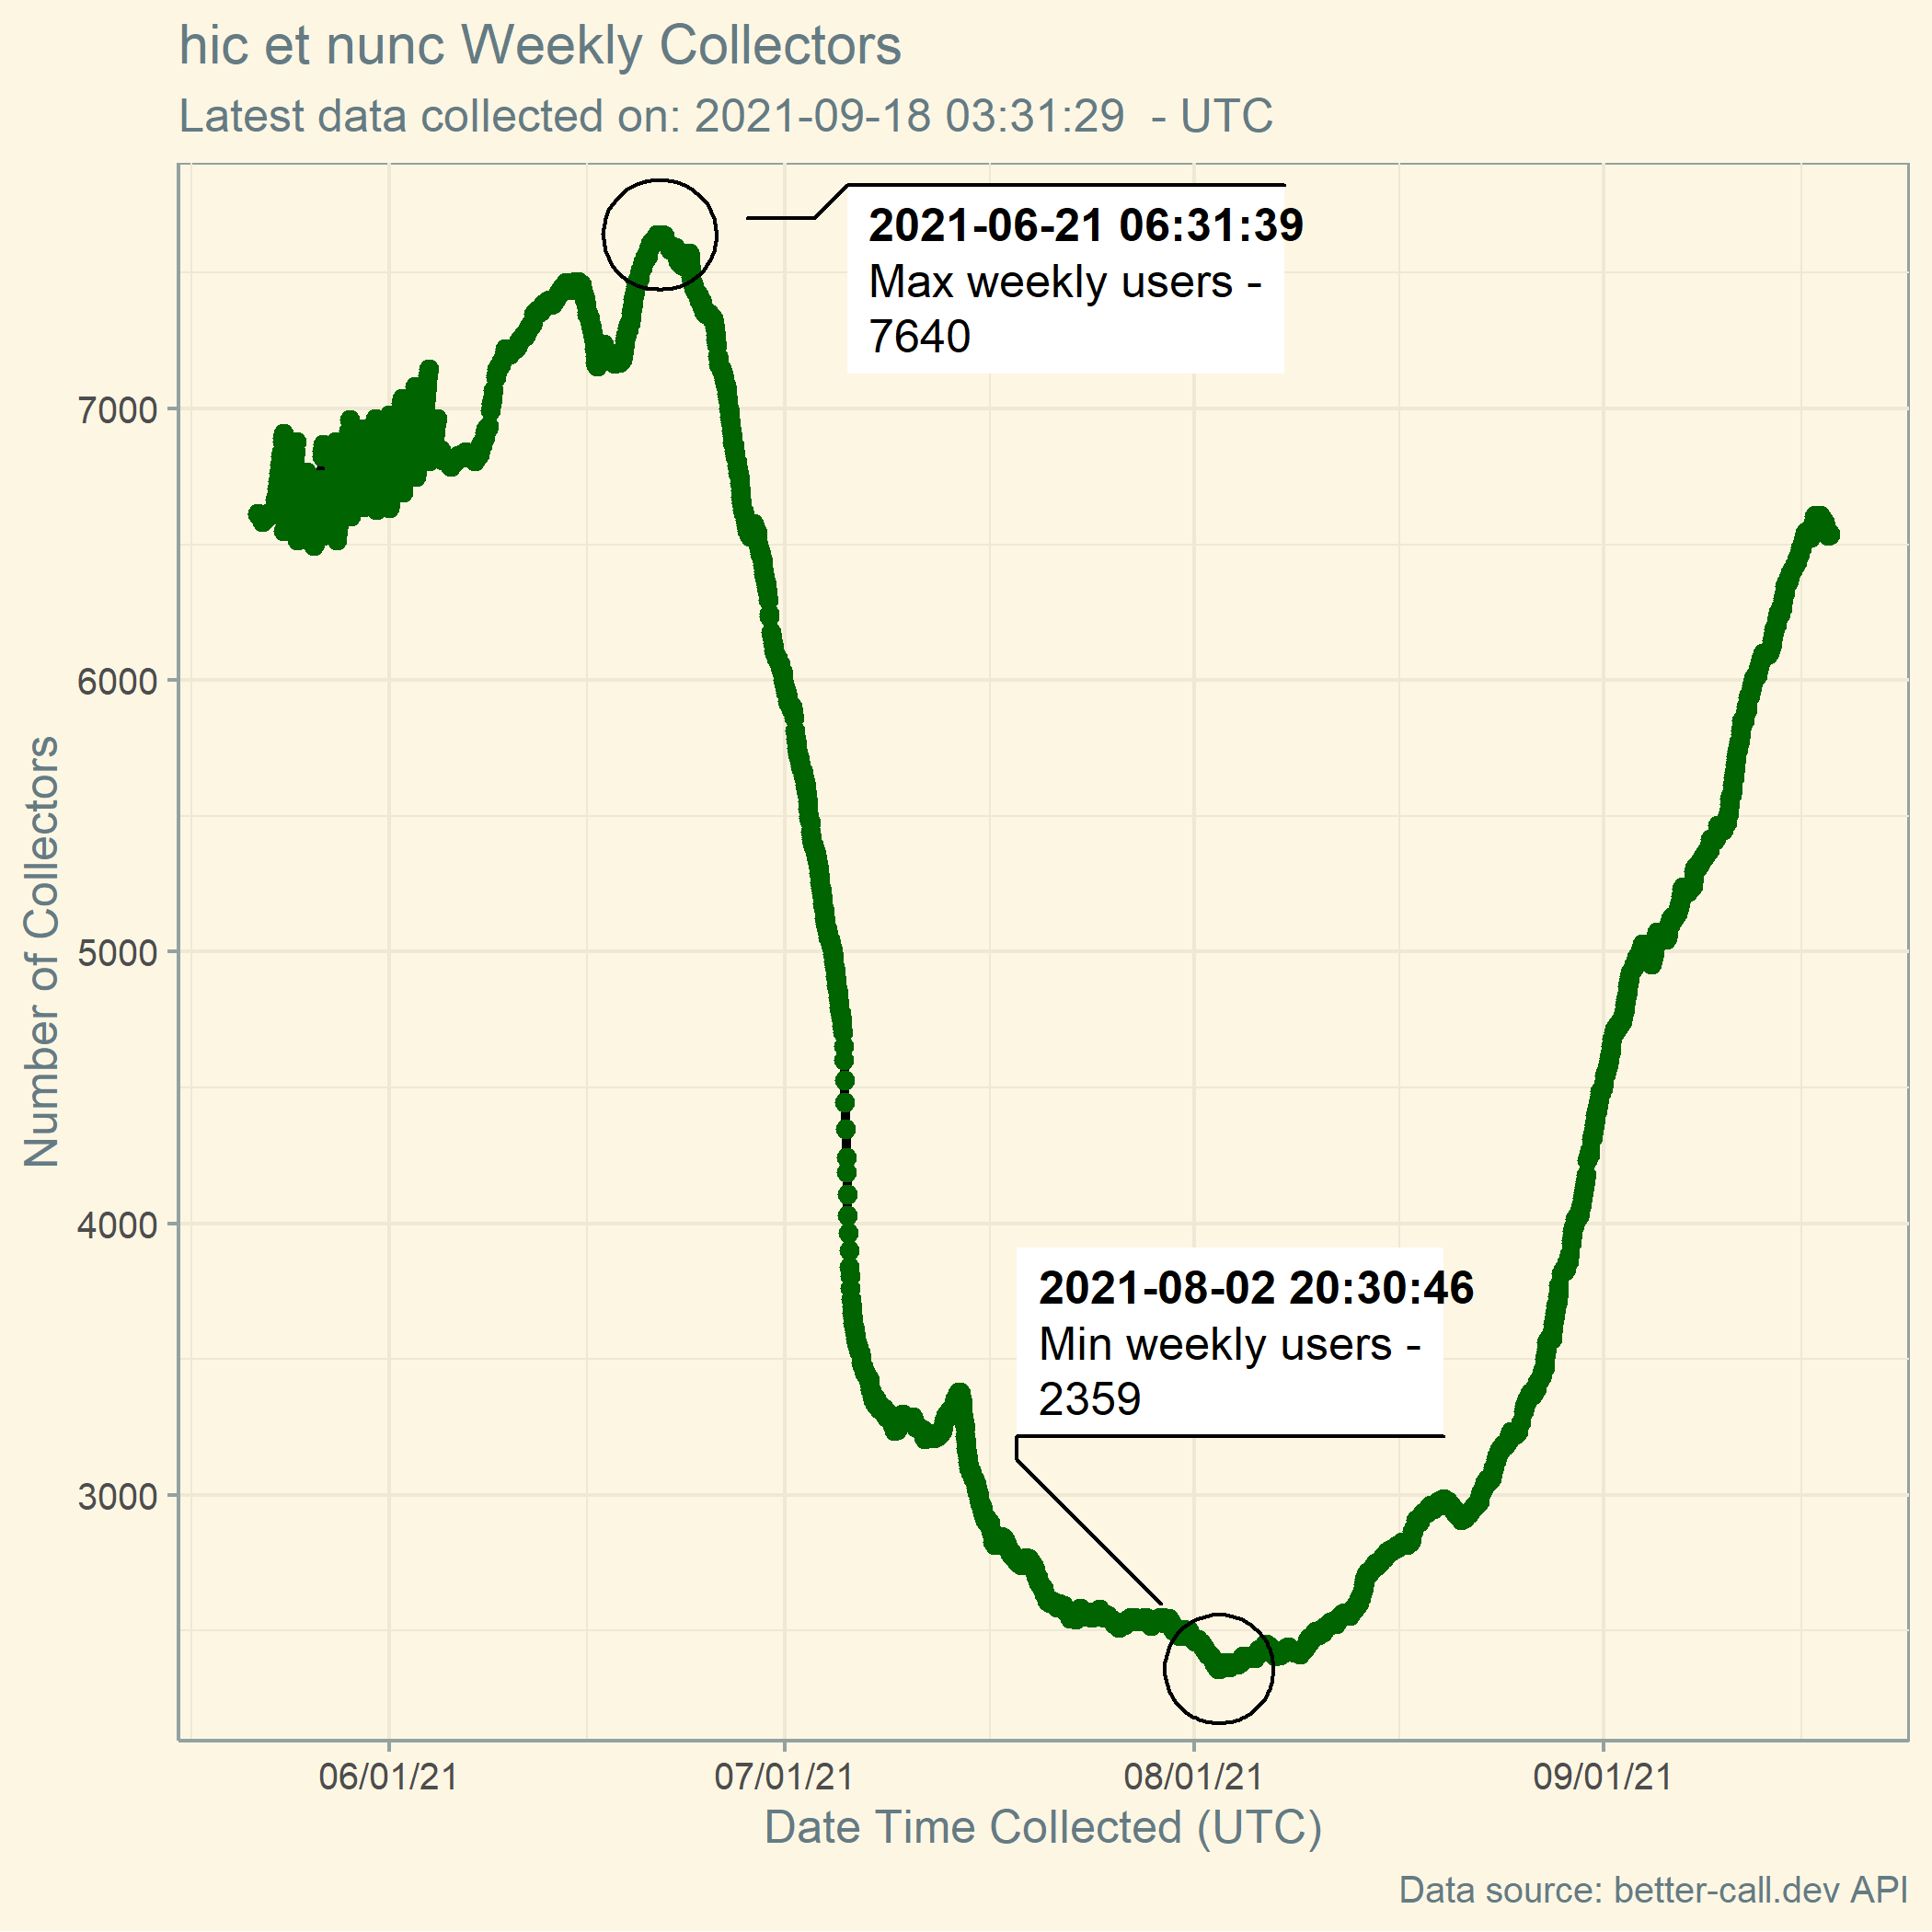 hic et nunc Weekly Collectors
Latest data collected on: 2021-09-18 03:31:29  - UTC
2021-06-21 06:31:39
Max weekly users -
7640
7000
6000
5000
4000
3000
Number of Collectors
2021-08-02 20:30:46
Min weekly users -
2359
06/01/21 07/01/21 08/01/21 09/01/21
Date Time Collected (UTC)
Data source: better-call.dev API